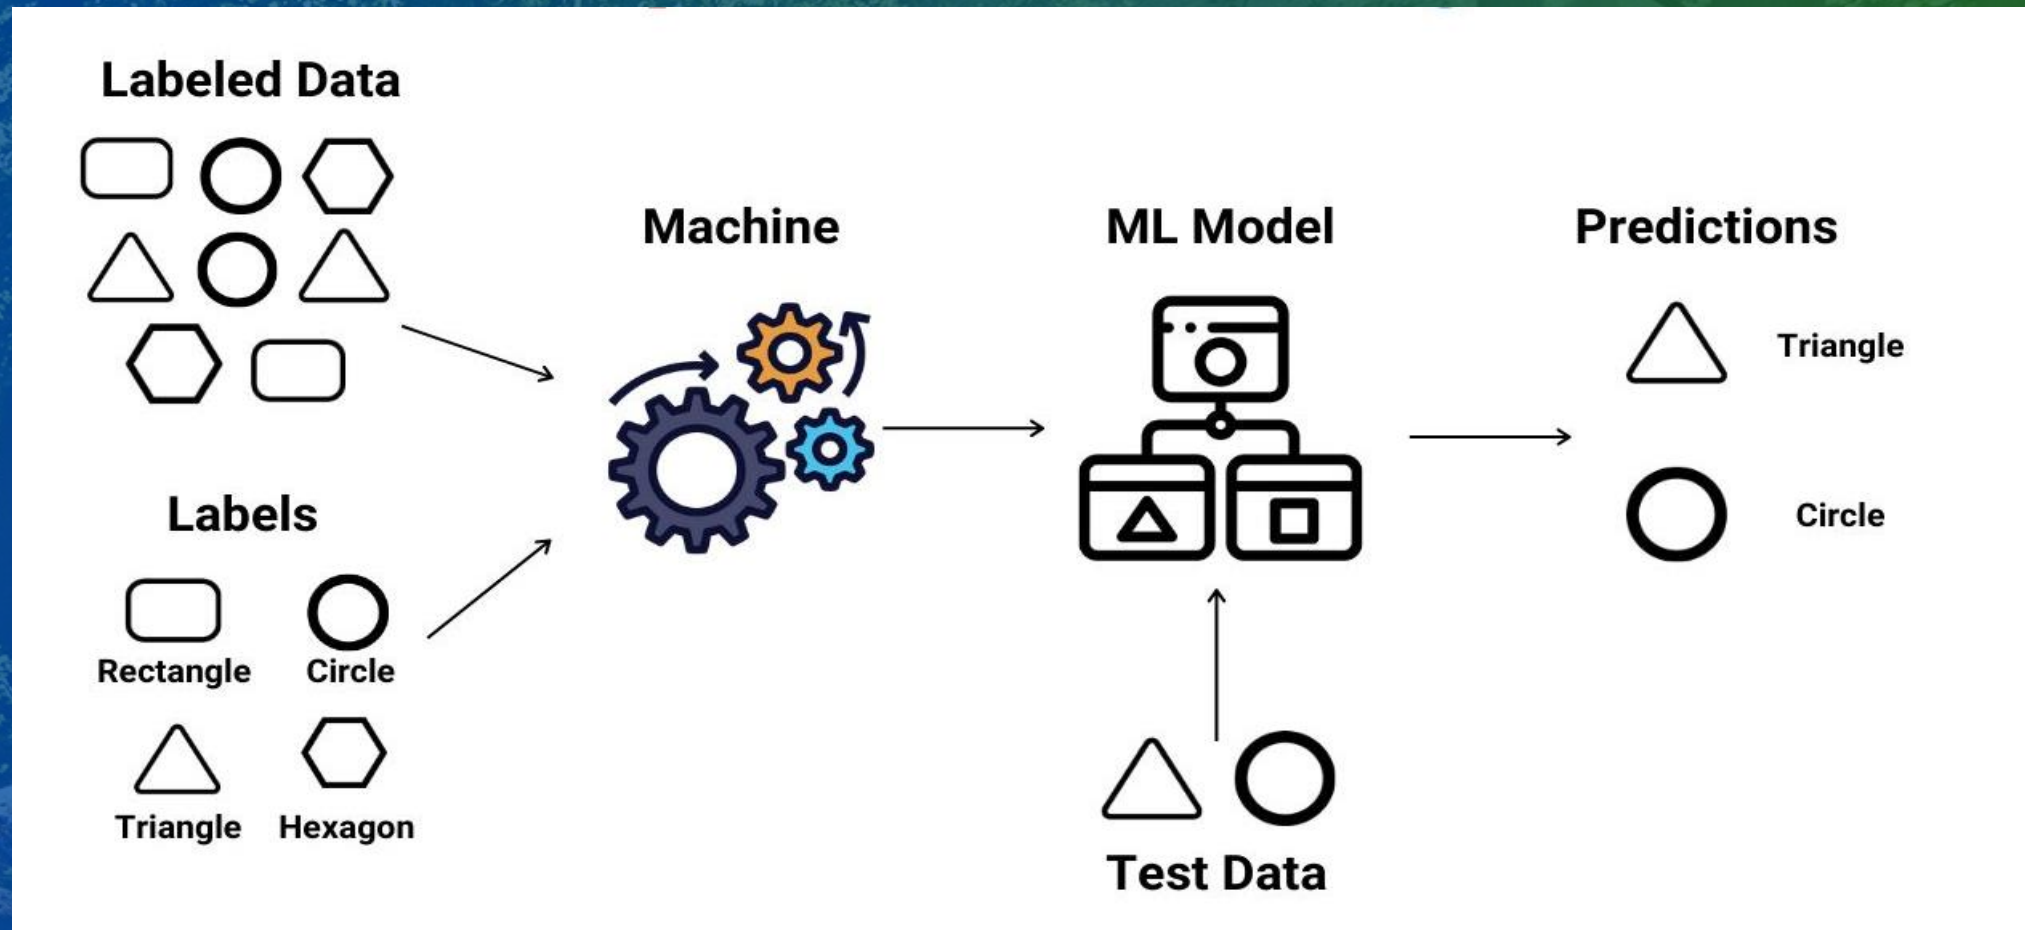 Labeled Data
Machine
ML Model
Predictions
Triangle
Circle
Labels
Rectangle
Circle
Triangle
Hexagon
Test Data